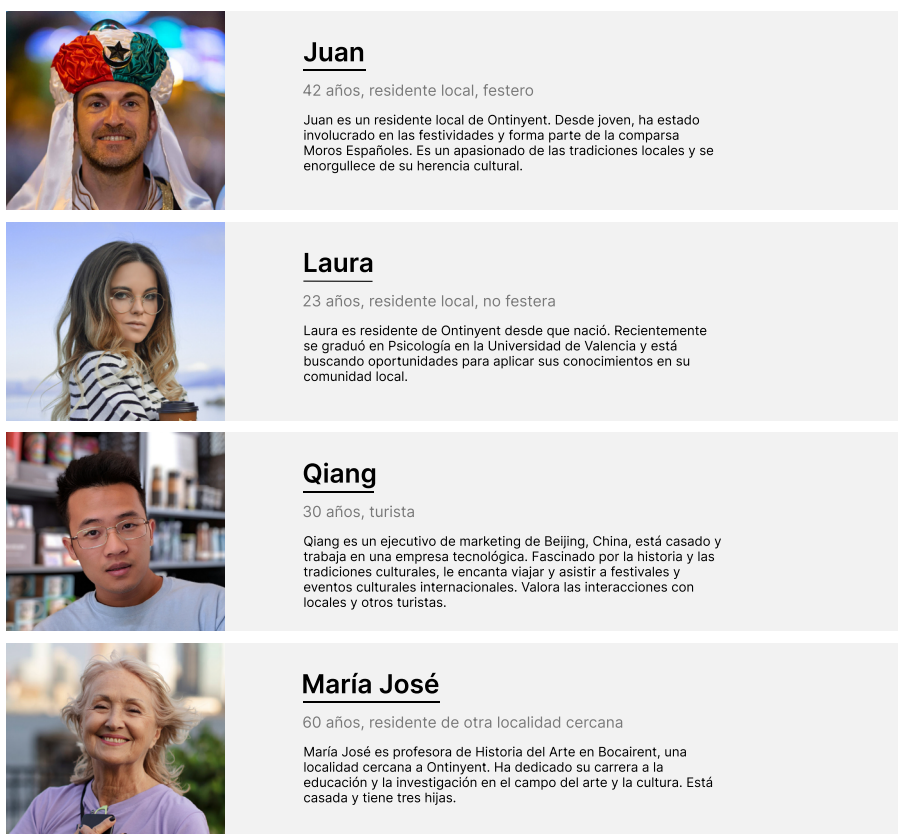 Juan
42 años, residente local, festero
Juan es un residente local de Ontinyent. Desde joven, ha estado
involucrado en las festividades y forma parte de la comparsa
Moros Españoles. Es un apasionado de las tradiciones locales y se
enorgullece de su herencia cultural.
Laura
23 años, residente local, no festera
Laura es residente de Ontinyent desde que nació. Recientemente
se graduó en Psicología en la Universidad de Valencia y está
buscando oportunidades para aplicar sus conocimientos en su
comunidad local.
Qiang
30 años, turista
Qiang es un ejecutivo de marketing de Beijing, China, está casado y
trabaja en una empresa tecnológica. Fascinado por la historia y las
tradiciones culturales, le encanta viajar y asistir a festivales y
eventos culturales internacionales. Valora las interacciones con
locales y otros turistas.
María José
60 años, residente de otra localidad cercana
María José es profesora de Historia del Arte en Bocairent, una
localidad cercana a Ontinyent. Ha dedicado su carrera a la
educación y la investigación en el campo del arte y la cultura. Está
casada y tiene tres hijas.